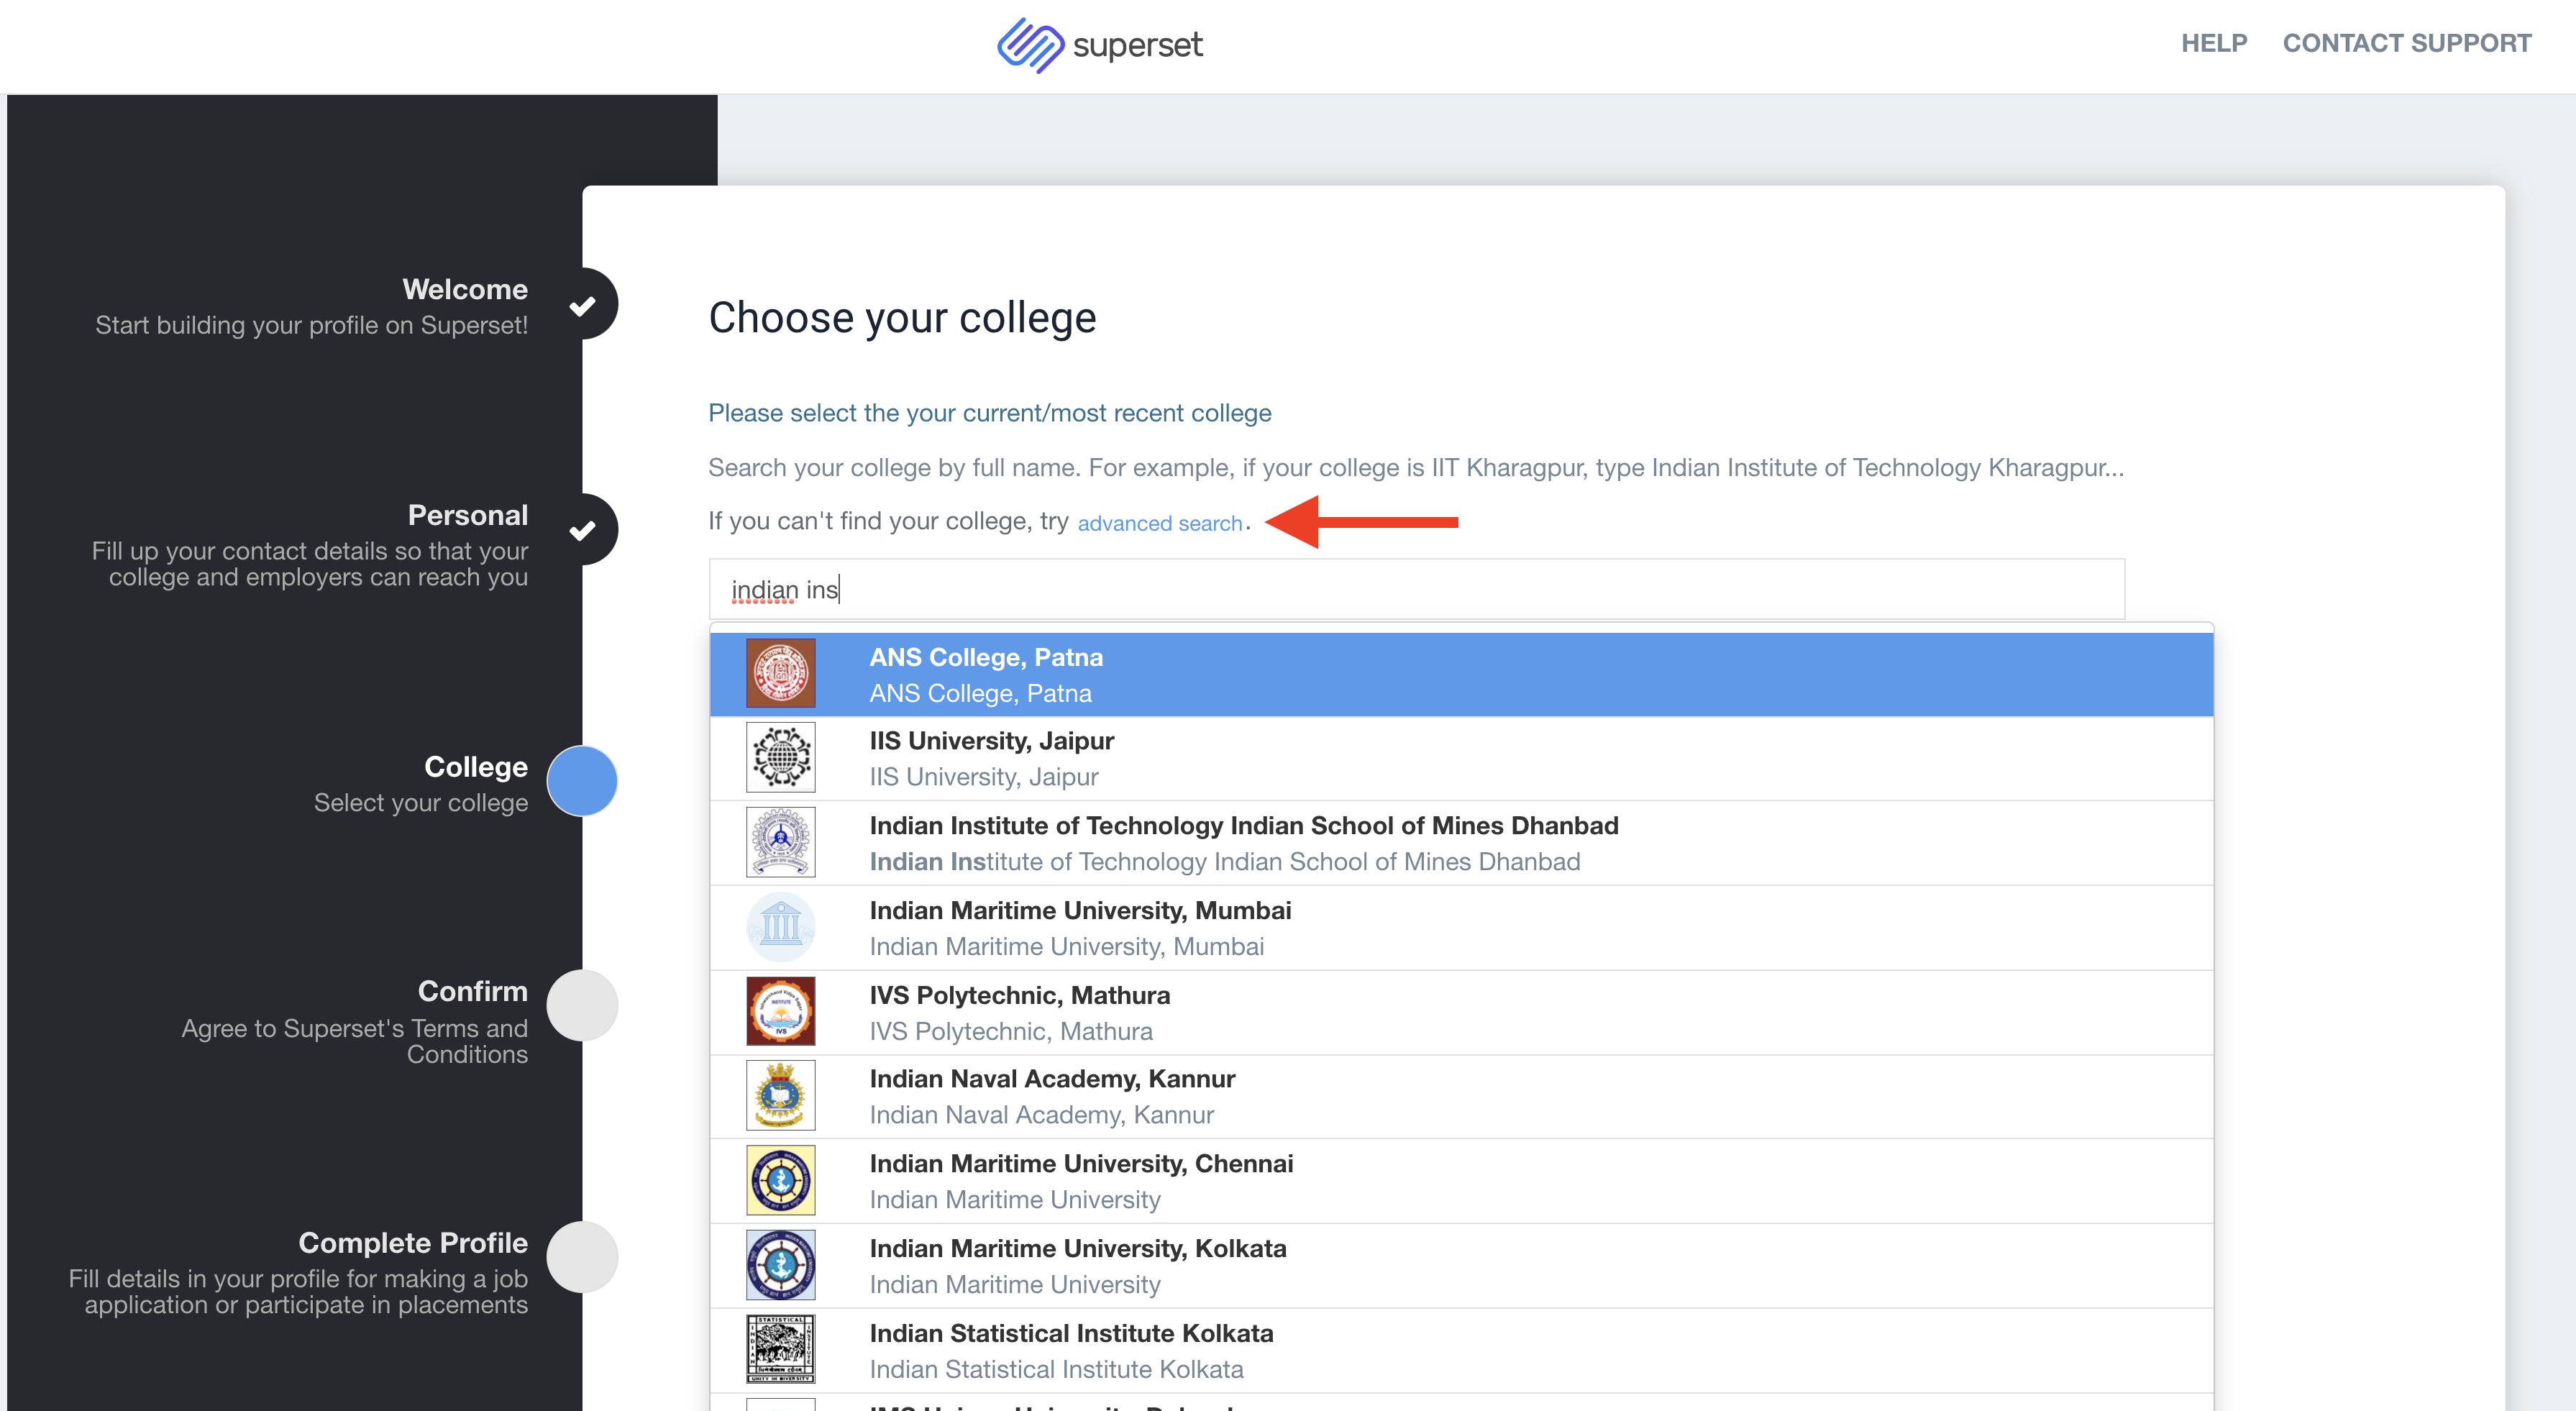 superset
HELP CONTACT SUPPORT
Welcome
Start building your profile on Superset!
Personal
Fill up your contact details so that your
college and employers can reach you
College
Select your college
Confirm
Agree to Superset's Terms and
Conditions
Complete Profile
Fill details in your profile for making a job
application or participate in placements
Choose your college
Please select the your current/most recent college
Search your college by full name. For example, if your college is IIT Kharagpur, type Indian Institute of Technology Kharagpur...
If you can't find your college, try advanced search.
indian ins
ANS College, Patna
ANS College, Patna
IIS University, Jaipur
IIS University, Jaipur
Indian Institute of Technology Indian School of Mines Dhanbad
Indian Institute of Technology Indian School of Mines Dhanbad
Indian Maritime University, Mumbai
Indian Maritime University, Mumbai
IVS Polytechnic, Mathura
IVS Polytechnic, Mathura
Indian Naval Academy, Kannur
Indian Naval Academy, Kannur
Indian Maritime University, Chennai
Indian Maritime University
Indian Maritime University, Kolkata
Indian Maritime University
Indian Statistical Institute Kolkata
Indian Statistical Institute Kolkata